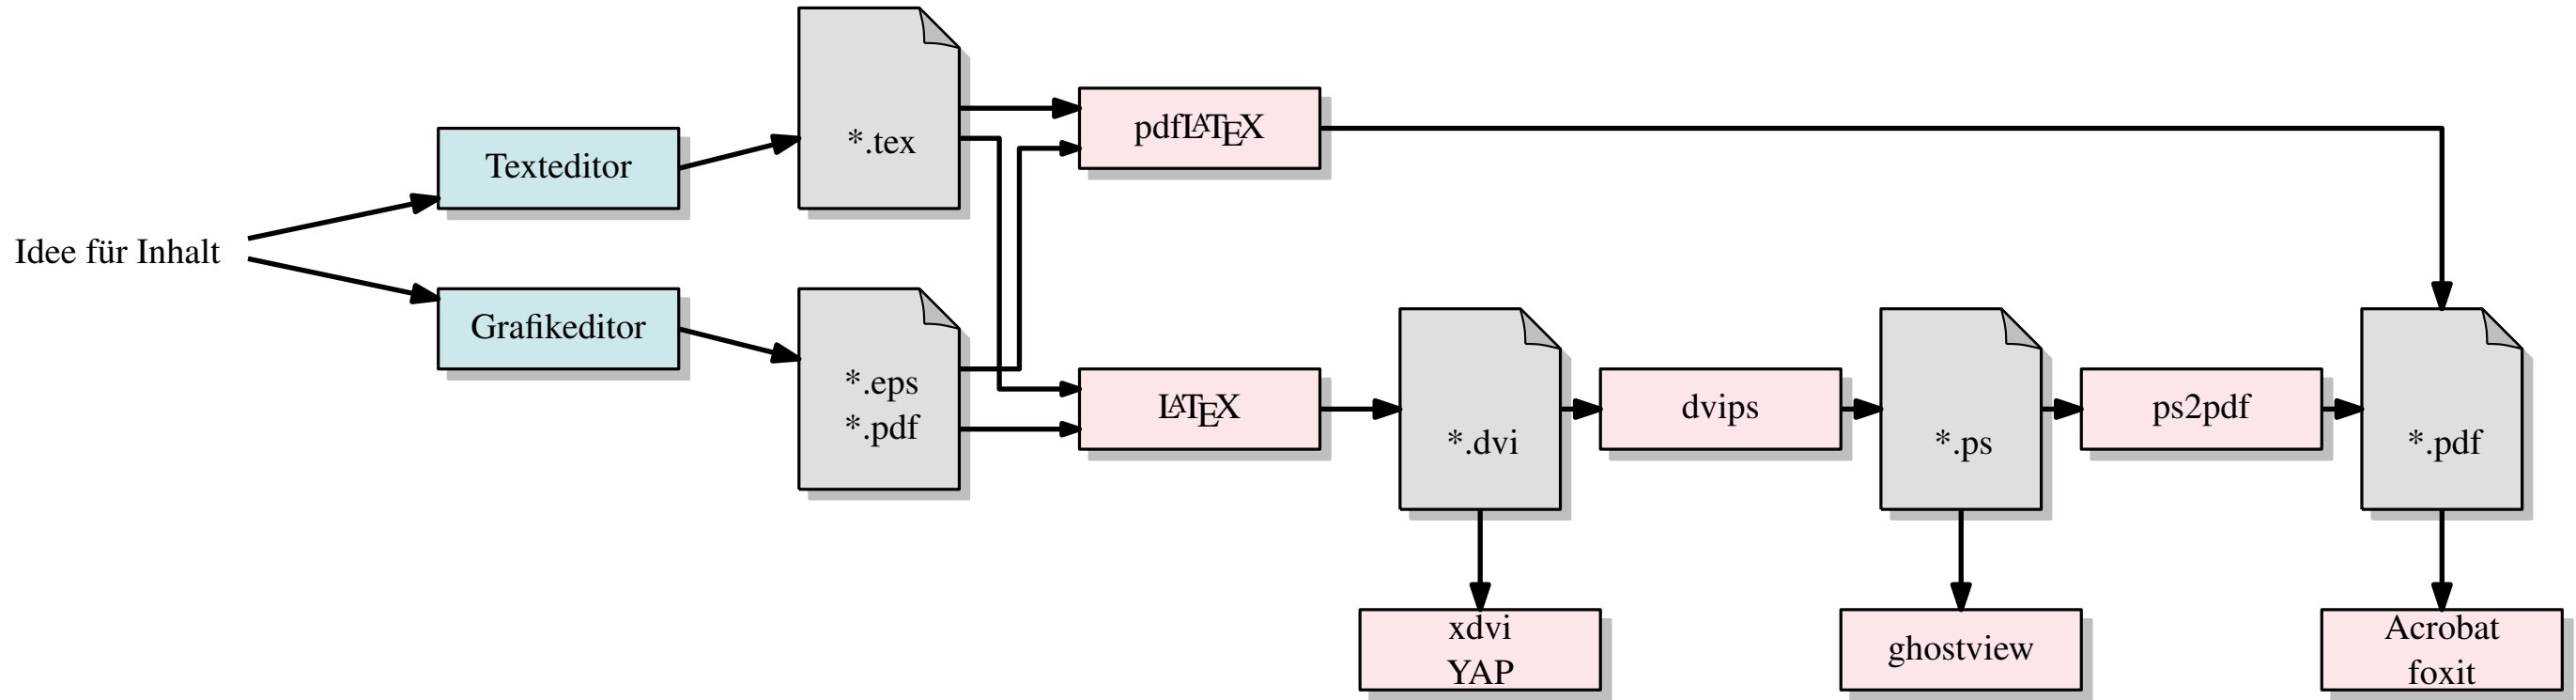 Idee für Inhalt
Texteditor
Grafikeditor
*.tex
*.eps
*.pdf
pdfLATEX
LATEX
*.dvi
dvips
*.ps
ps2pdf
*.pdf
xdvi
YAP
ghostview
Acrobat
foxit